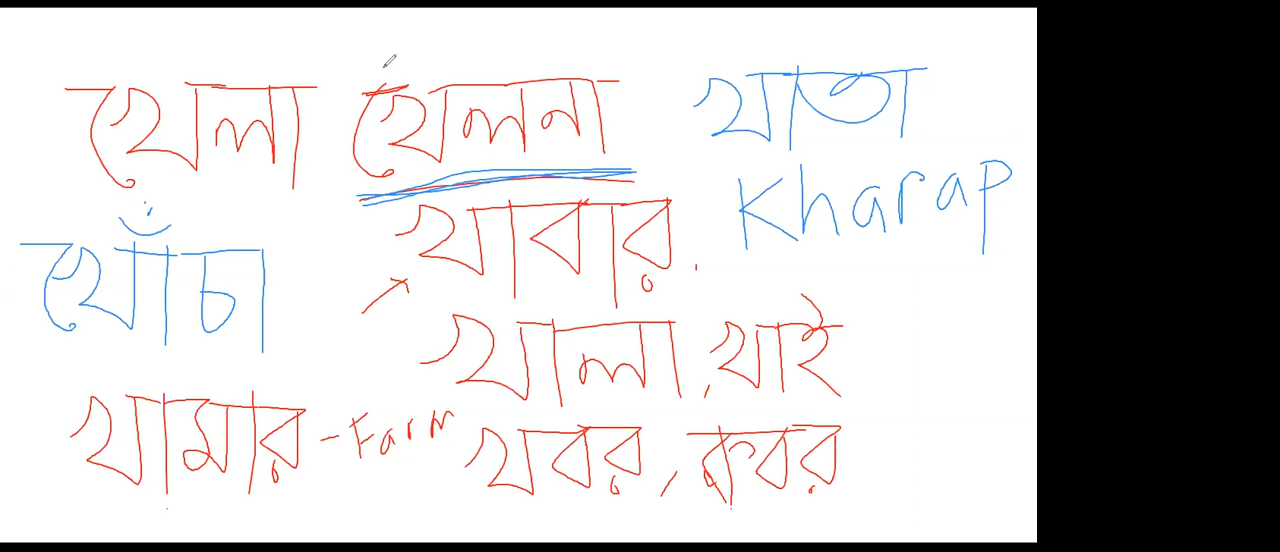 খেলা খেলনা খাতা
Kharap
খাবার
খোঁচা
খালা, খাই
খামার - Farm
খবর, কবর